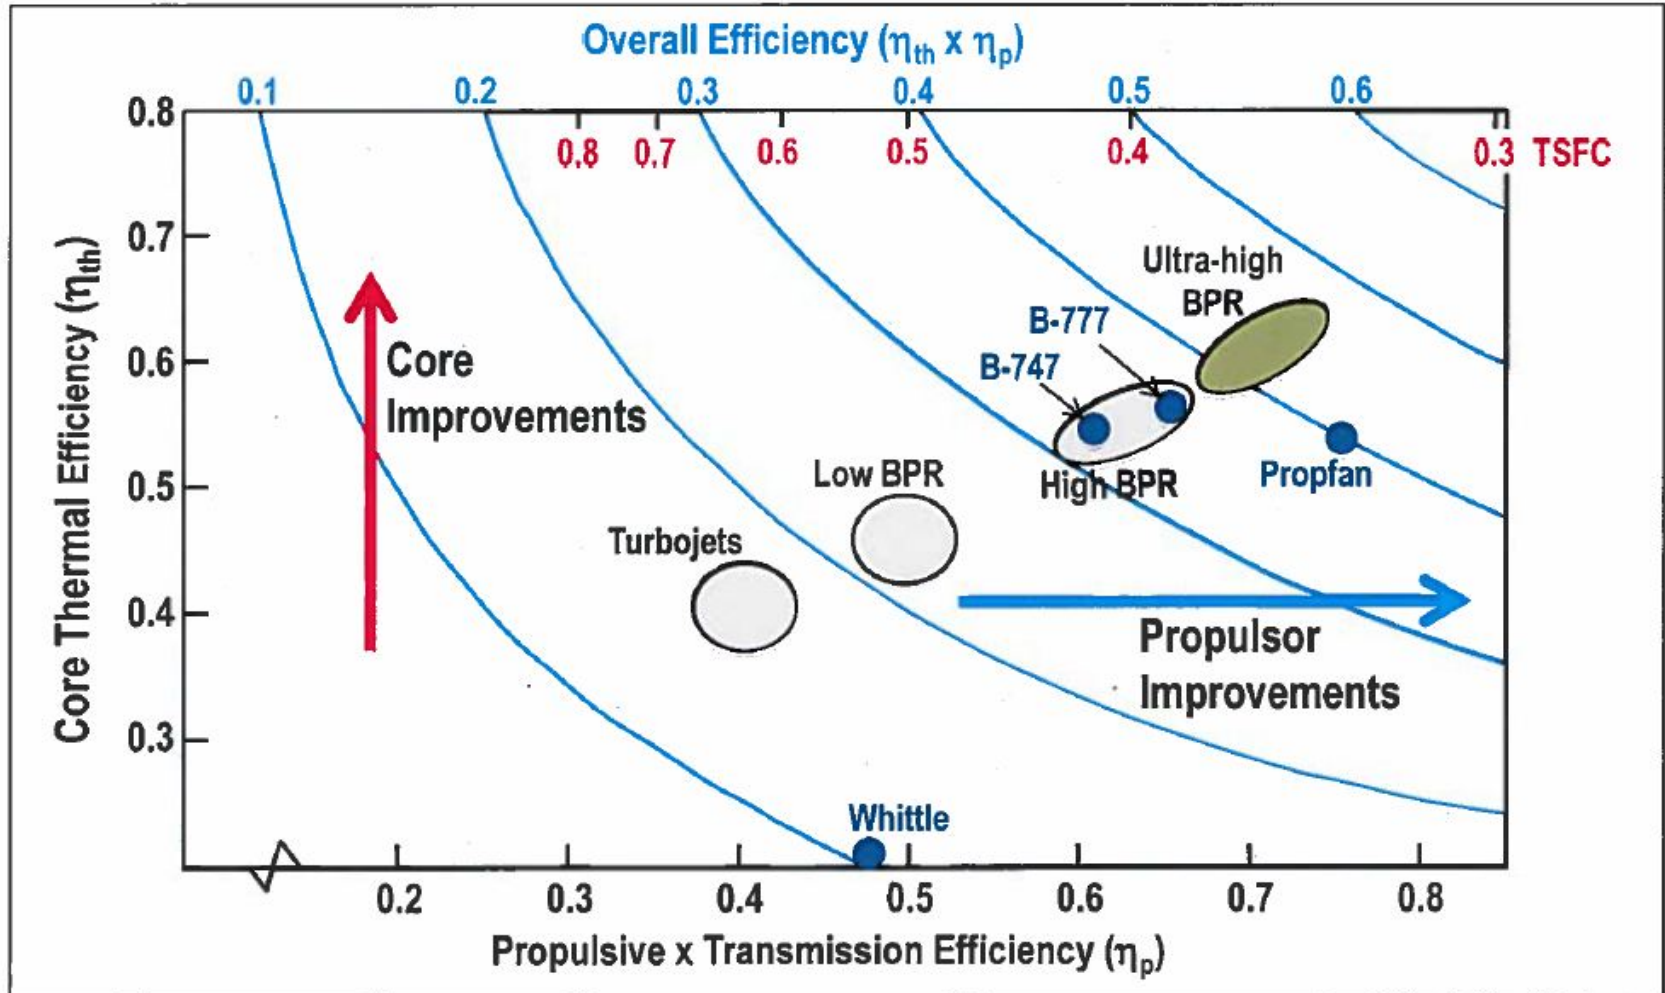 Overall Efficiency (ηth x ηp)
0.1 0.2 0.3 0.4 0.5 0.6
0.8
0.8 0.7 0.6 0.5 0.4 0.3 TSFC
0.7
Ultra-high
BPR
B-777
B-747
0.6
Core
Improvements
Core Thermal Efficiency (ηth)
0.5
Low BPR
High BPR
Propfan
Turbojets
0.4
Propulsor
Improvements
0.3
Whittle
0.2 0.3 0.4 0.5 0.6 0.7 0.8
Propulsive x Transmission Efficiency (ηp)